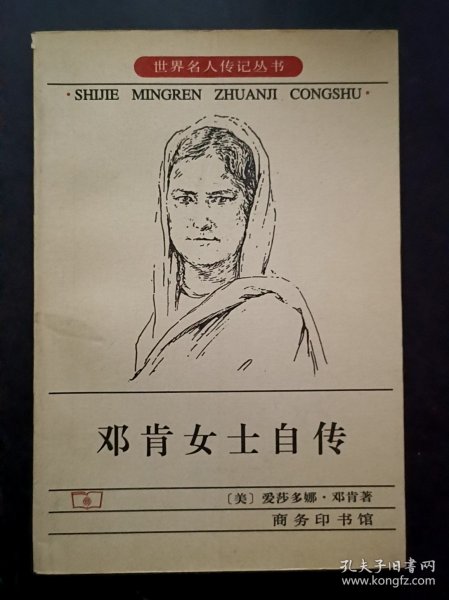 世界名人传记丛书
·SHIJIE MINGREN ZHUANJI CONGSHU·
邓肯女士自传
〔美〕爱莎多娜·邓肯著
商务印书馆
孔夫子旧书网
www.kongfz.com